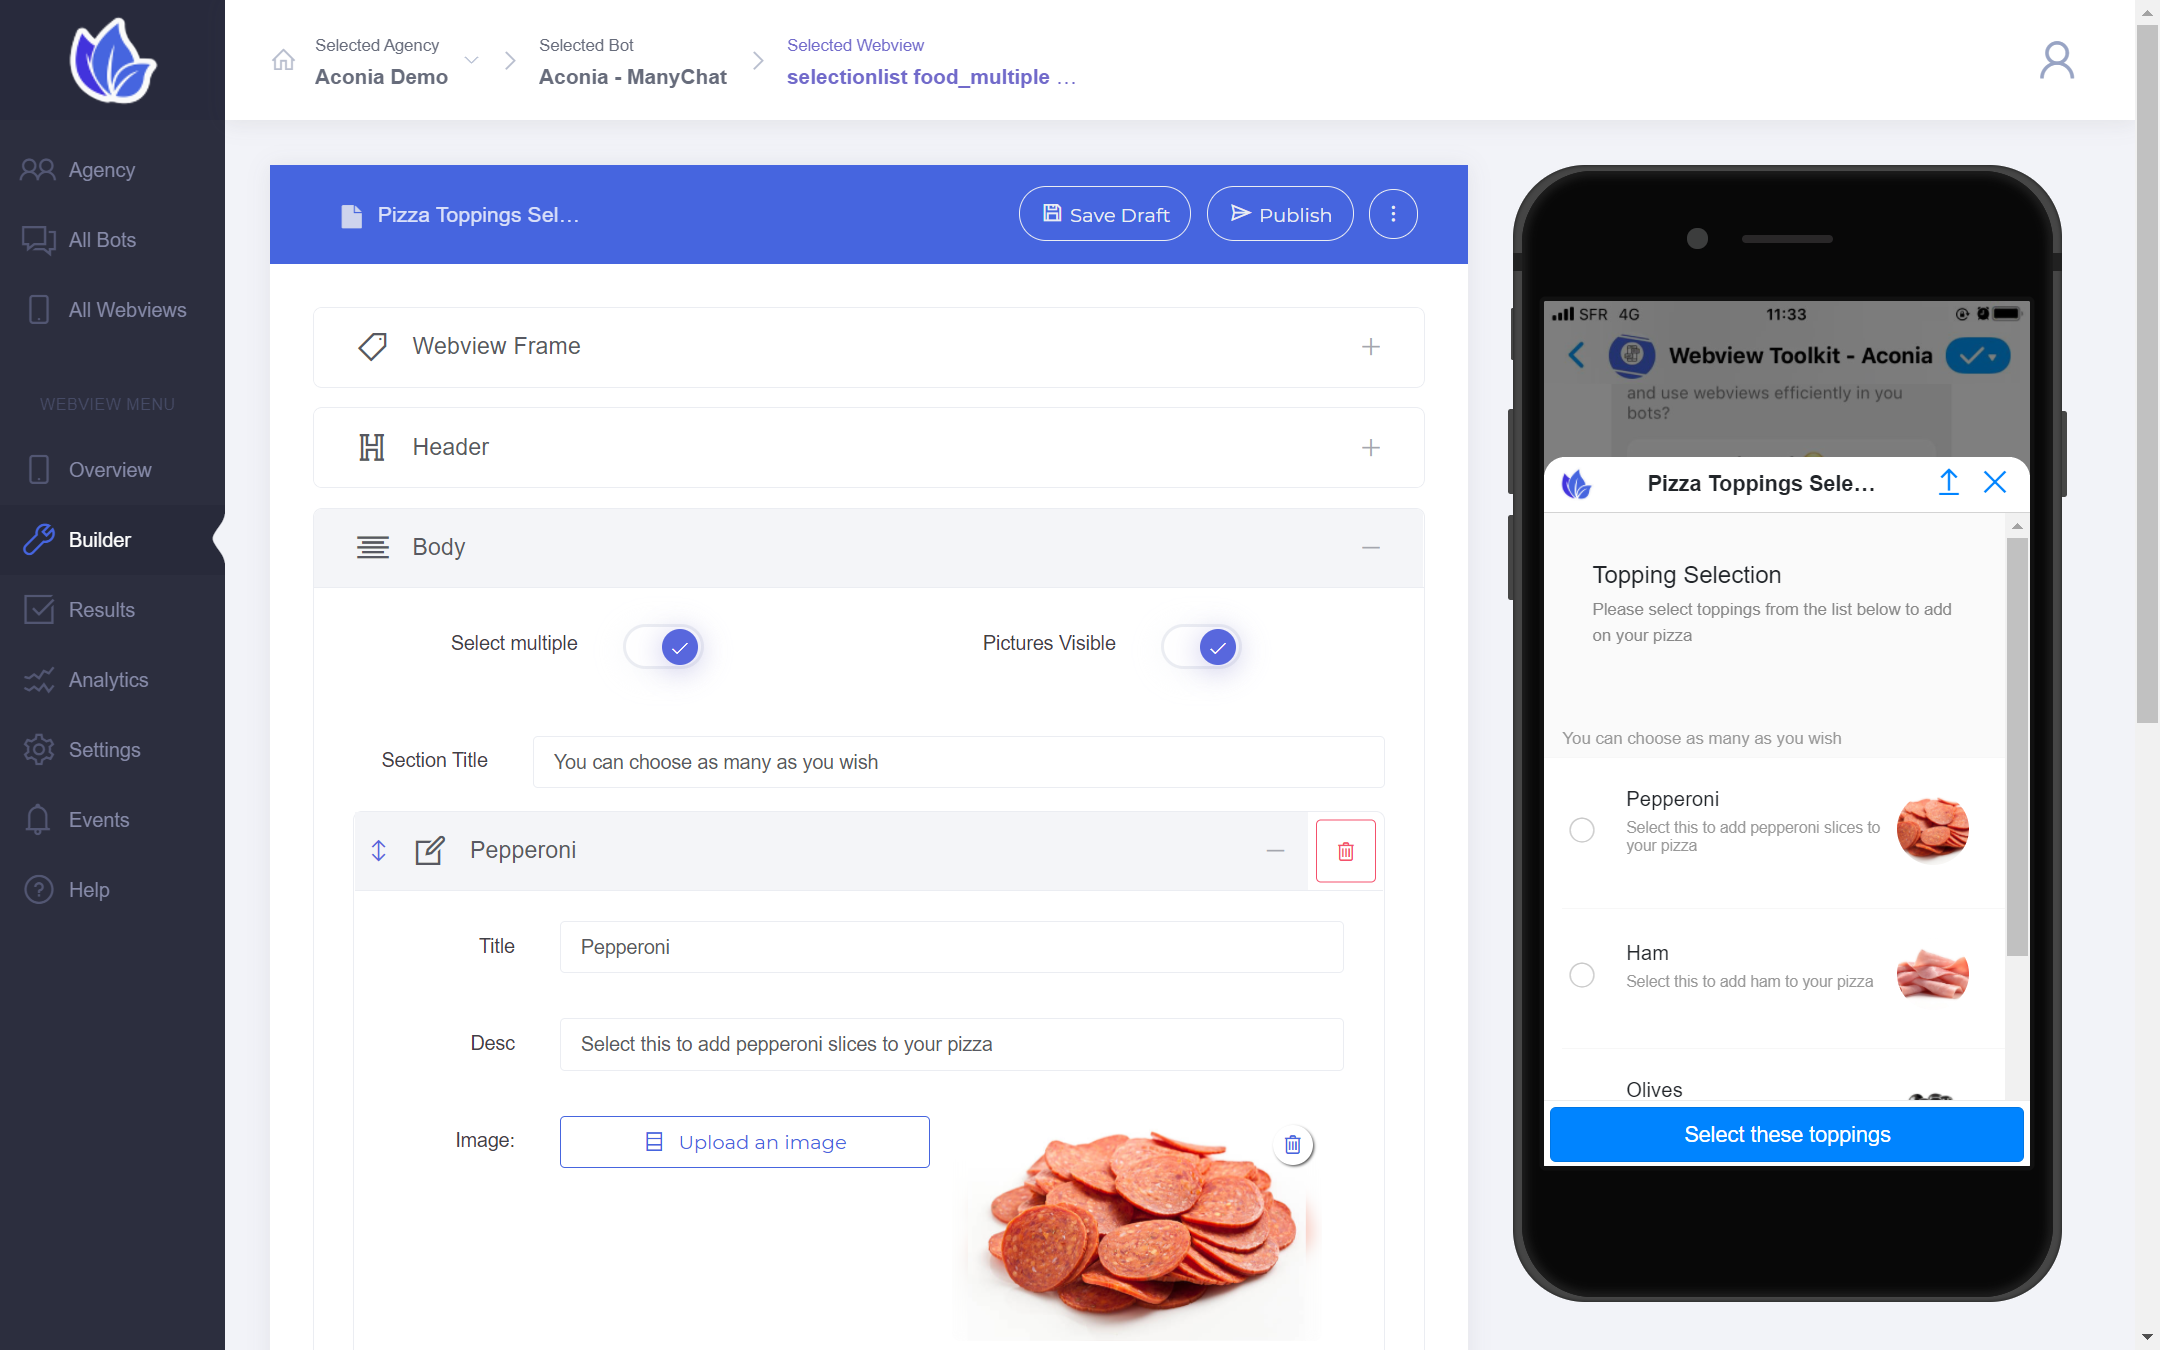 Selected Agency
Aconia Demo
Selected Bot
Aconia - ManyChat
Selected Webview
selectionlist food_multiple ...
Agency
All Bots
All Webviews
WEBVIEW MENU
Overview
Builder
Results
Analytics
Settings
Events
Help
Pizza Toppings Sel...
Save Draft
Publish
Webview Frame
Header
Body
Select multiple
Pictures Visible
Section Title
You can choose as many as you wish
Pepperoni
Title
Pepperoni
Desc
Select this to add pepperoni slices to your pizza
Image:
Upload an image
SFR 4G
11:33
Webview Toolkit - Aconia
and use webviews efficiently in you
bots?
Pizza Toppings Sele...
Topping Selection
Please select toppings from the list below to add
on your pizza
You can choose as many as you wish
Pepperoni
Select this to add pepperoni slices to
your pizza
Ham
Select this to add ham to your pizza
Olives
Select these toppings